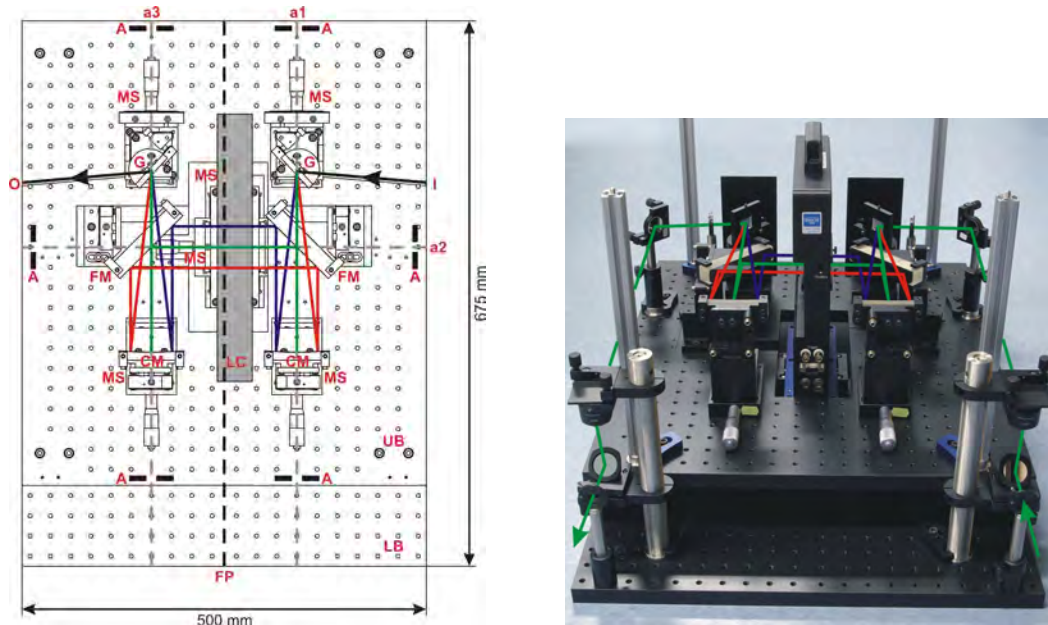 a3 a1
A A A A
MS MS
G G
O I
MS
a2
MS
A FM FM A
CM LC CM
MS MS
UB
A A
LB
FP
500 mm
675 mm